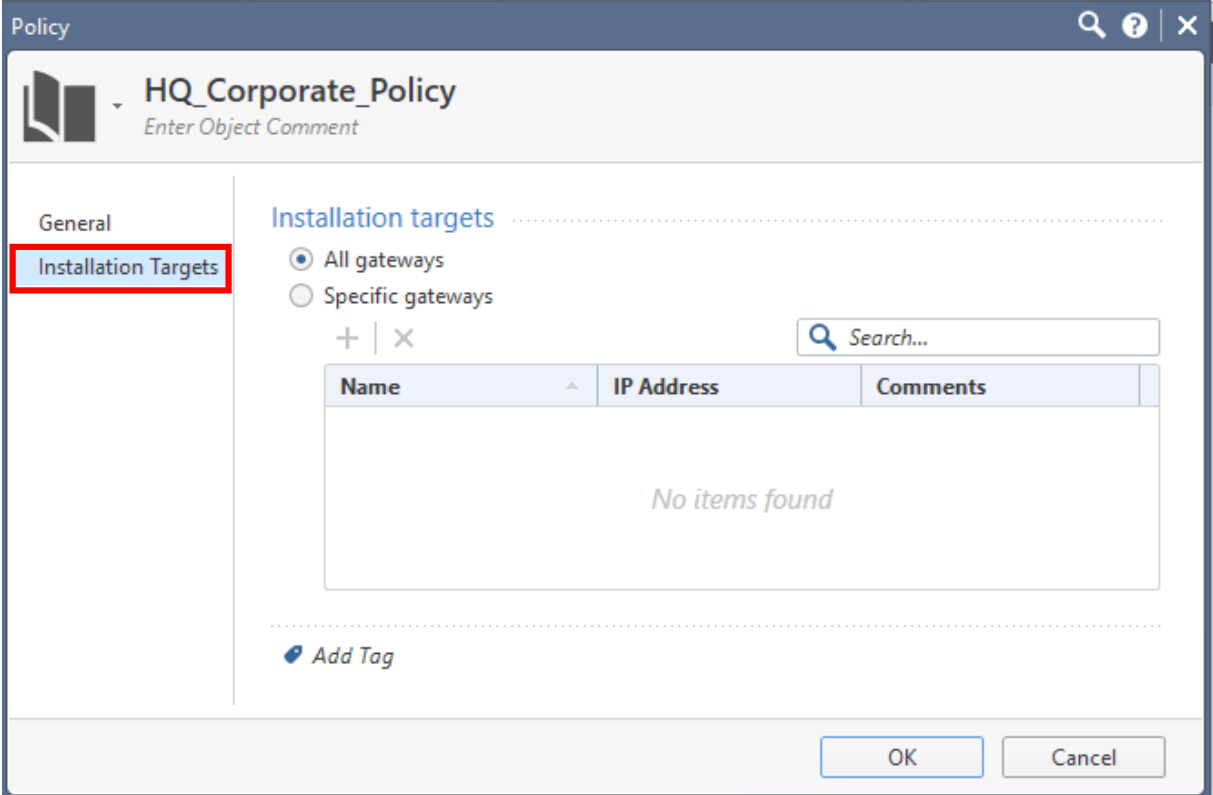 Policy
HQ_Corporate_Policy
Enter Object Comment
General
Installation Targets
Installation targets
All gateways
Specific gateways
Search...
Name IP Address Comments
No items found
Add Tag
OK Cancel